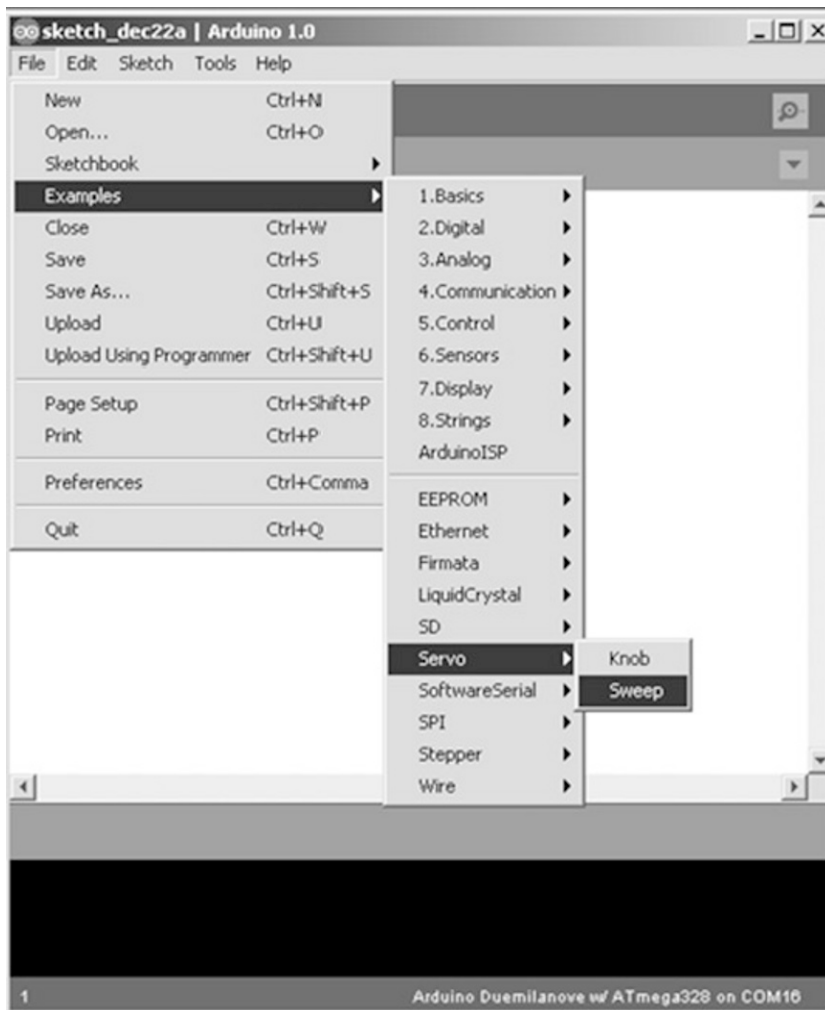 sketch_dec22a | Arduino 1.0
File Edit Sketch Tools Help
New Ctrl+N
Open... Ctrl+O
Sketchbook
Examples
Close Ctrl+W
Save Ctrl+S
Save As... Ctrl+Shift+S
Upload Ctrl+U
Upload Using Programmer Ctrl+Shift+U
Page Setup Ctrl+Shift+P
Print Ctrl+P
Preferences Ctrl+Comma
Quit Ctrl+Q
1.Basics
2.Digital
3.Analog
4.Communication
5.Control
6.Sensors
7.Display
8.Strings
ArduinoISP
EEPROM
Ethernet
Firmata
LiquidCrystal
SD
Servo
SoftwareSerial
SPI
Stepper
Wire
Knob
Sweep
1 Arduino Duemilanove w/ ATmega328 on COM16